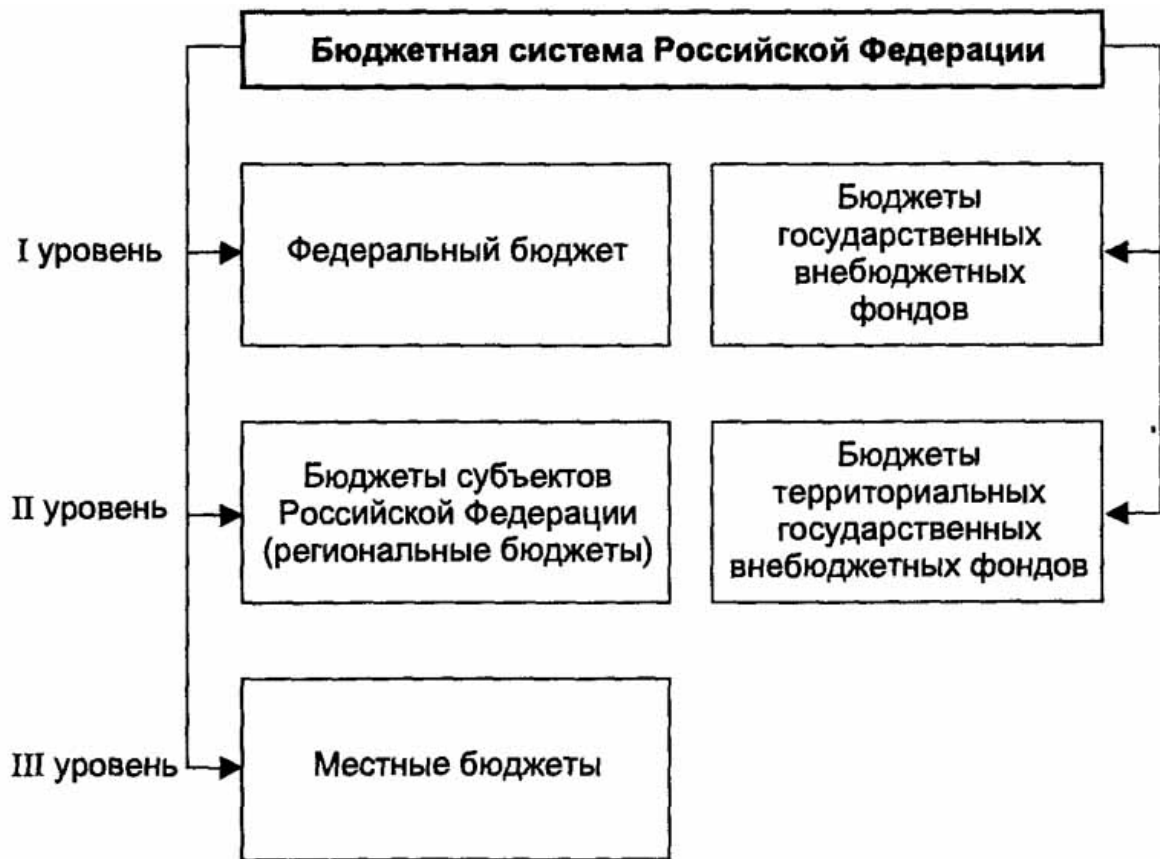 Бюджетная система Российской Федерации
I уровень
Федеральный бюджет
Бюджеты
государственных
внебюджетных
фондов
II уровень
Бюджеты субъектов
Российской Федерации
(региональные бюджеты)
Бюджеты
территориальных
государственных
внебюджетных фондов
III уровень
Местные бюджеты